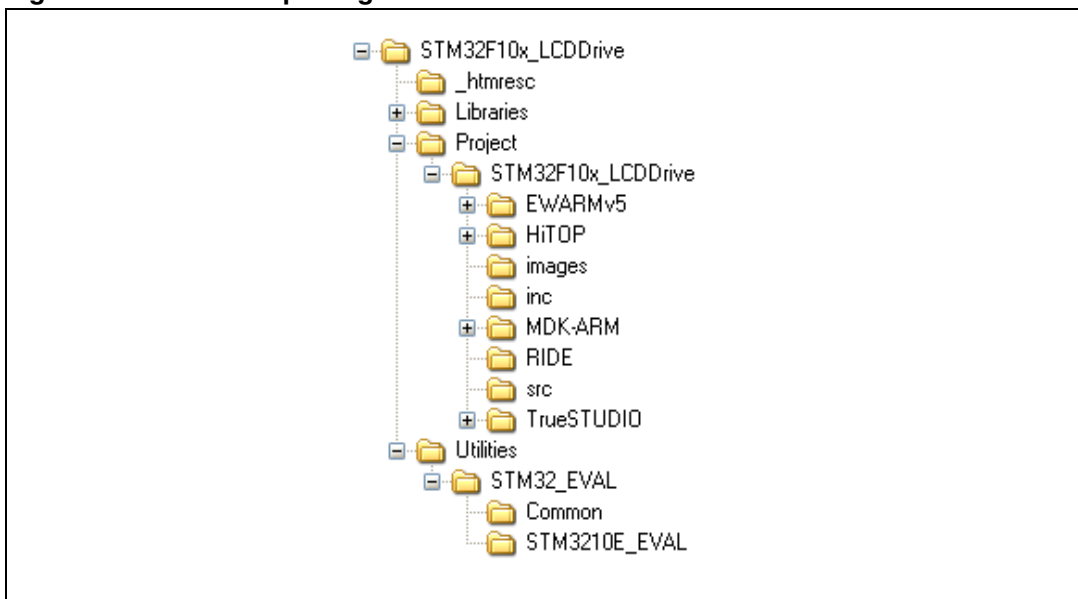 STM32F10x_LCDDrive
_htmresc
Libraries
Project
STM32F10x_LCDDrive
EWARMv5
HiTOP
images
inc
MDK-ARM
RIDE
src
TrueSTUDIO
Utilities
STM32_EVAL
Common
STM3210E_EVAL